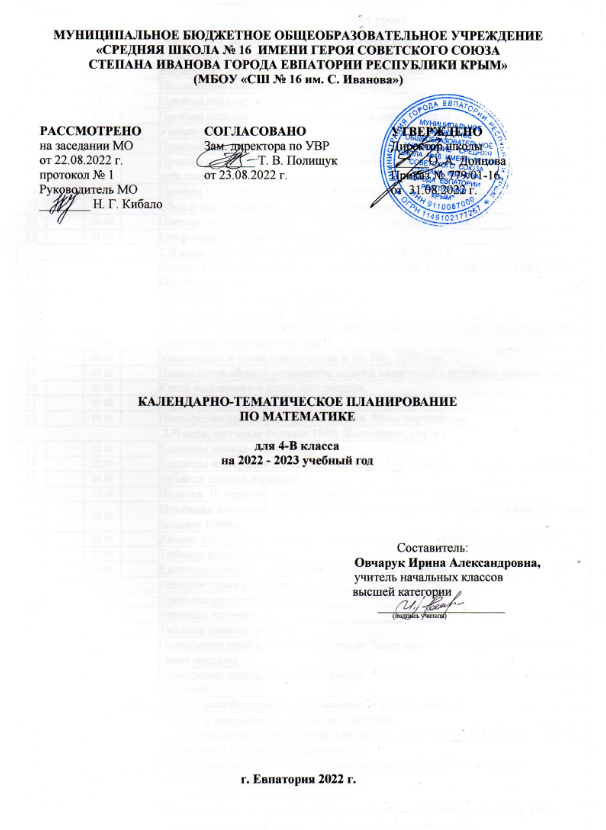 МУНИЦИПАЛЬНОЕ БЮДЖЕТНОЕ ОБЩЕОБРАЗОВАТЕЛЬНОЕ УЧРЕЖДЕНИЕ
«СРЕДНЯЯ ШКОЛА № 16 ИМЕНИ ГЕРОЯ СОВЕТСКОГО СОЮЗА
СТЕПАНА ИВАНОВА ГОРОДА ЕВПАТОРИИ РЕСПУБЛИКИ КРЫМ»
(МБОУ «СШ № 16 им. С. Иванова»)
РАССМОТРЕНО
на заседании МО
от 22.08.2022 г.
протокол № 1
Руководитель МО
Н. Г. Кибало
СОГЛАСОВАНО
Зам. директора по УВР
Т. В. Полищук
от 23.08.2022 г.
УТВЕРЖДЕНО
Директор школы
О. А. Донцова
Приказ № 779/01-16
от 31.08.2022 г.
ОГРН 1149102177267
ИНН 9110087000
КАЛЕНДАРНО-ТЕМАТИЧЕСКОЕ ПЛАНИРОВАНИЕ
ПО МАТЕМАТИКЕ
для 4-В класса
на 2022 - 2023 учебный год
Составитель:
Овчарук Ирина Александровна,
учитель начальных классов
высшей категории
(подпись учителя)
г. Евпатория 2022 г.